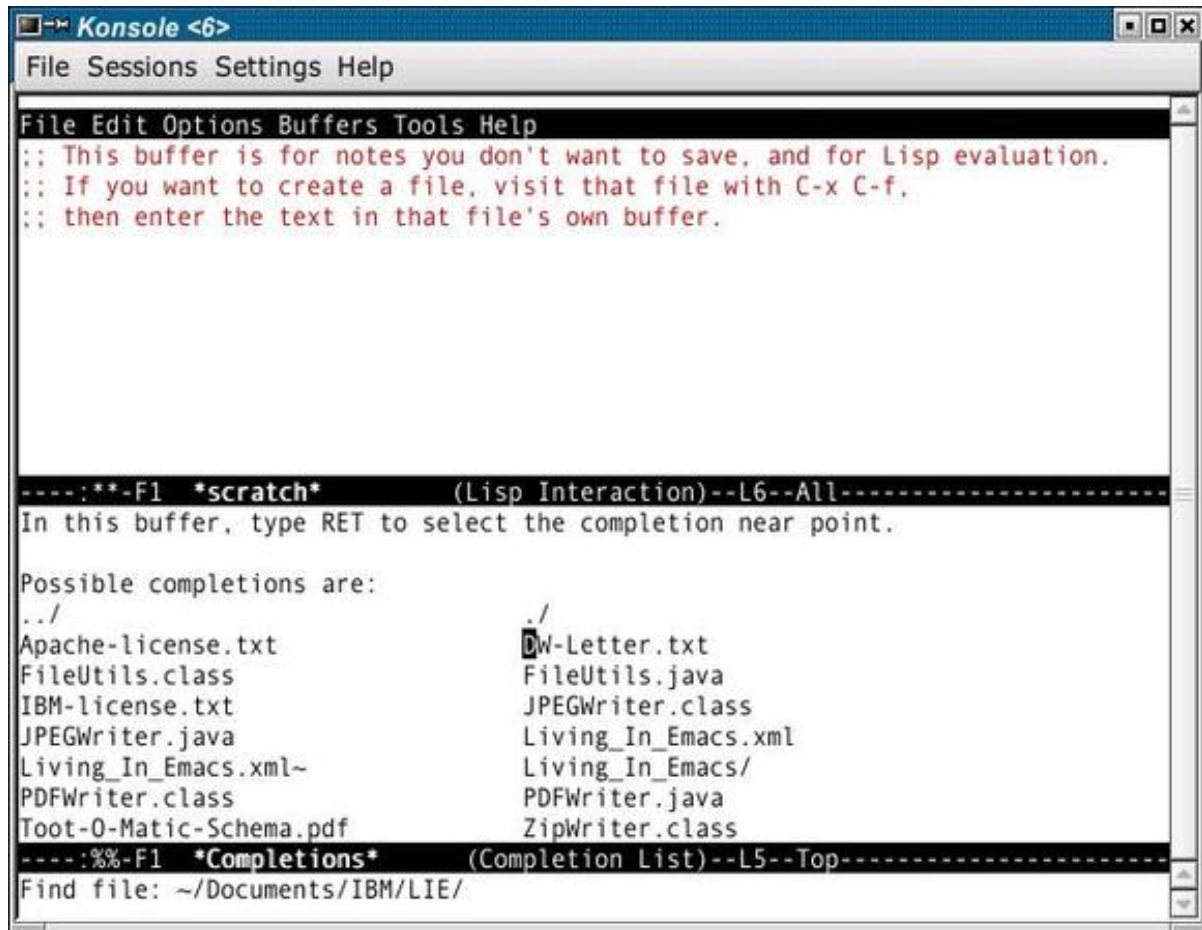 Konsole <6>
File Sessions Settings Help
File Edit Options Buffers Tools Help
;; This buffer is for notes you don't want to save, and for Lisp evaluation.
;; If you want to create a file, visit that file with C-x C-f,
;; then enter the text in that file's own buffer.
----:**-F1 *scratch* (Lisp Interaction)--L6--All-----------------------
In this buffer, type RET to select the completion near point.
Possible completions are:
../ ./
Apache-license.txt DW-Letter.txt
FileUtils.class FileUtils.java
IBM-license.txt JPEGWriter.class
JPEGWriter.java Living_In_Emacs.xml
Living_In_Emacs.xml~ Living_In_Emacs/
PDFWriter.class PDFWriter.java
Toot-O-Matic-Schema.pdf ZipWriter.class
----:%%-F1 *Completions* (Completion List)--L5--Top-----------------------
Find file: ~/Documents/IBM/LIE/